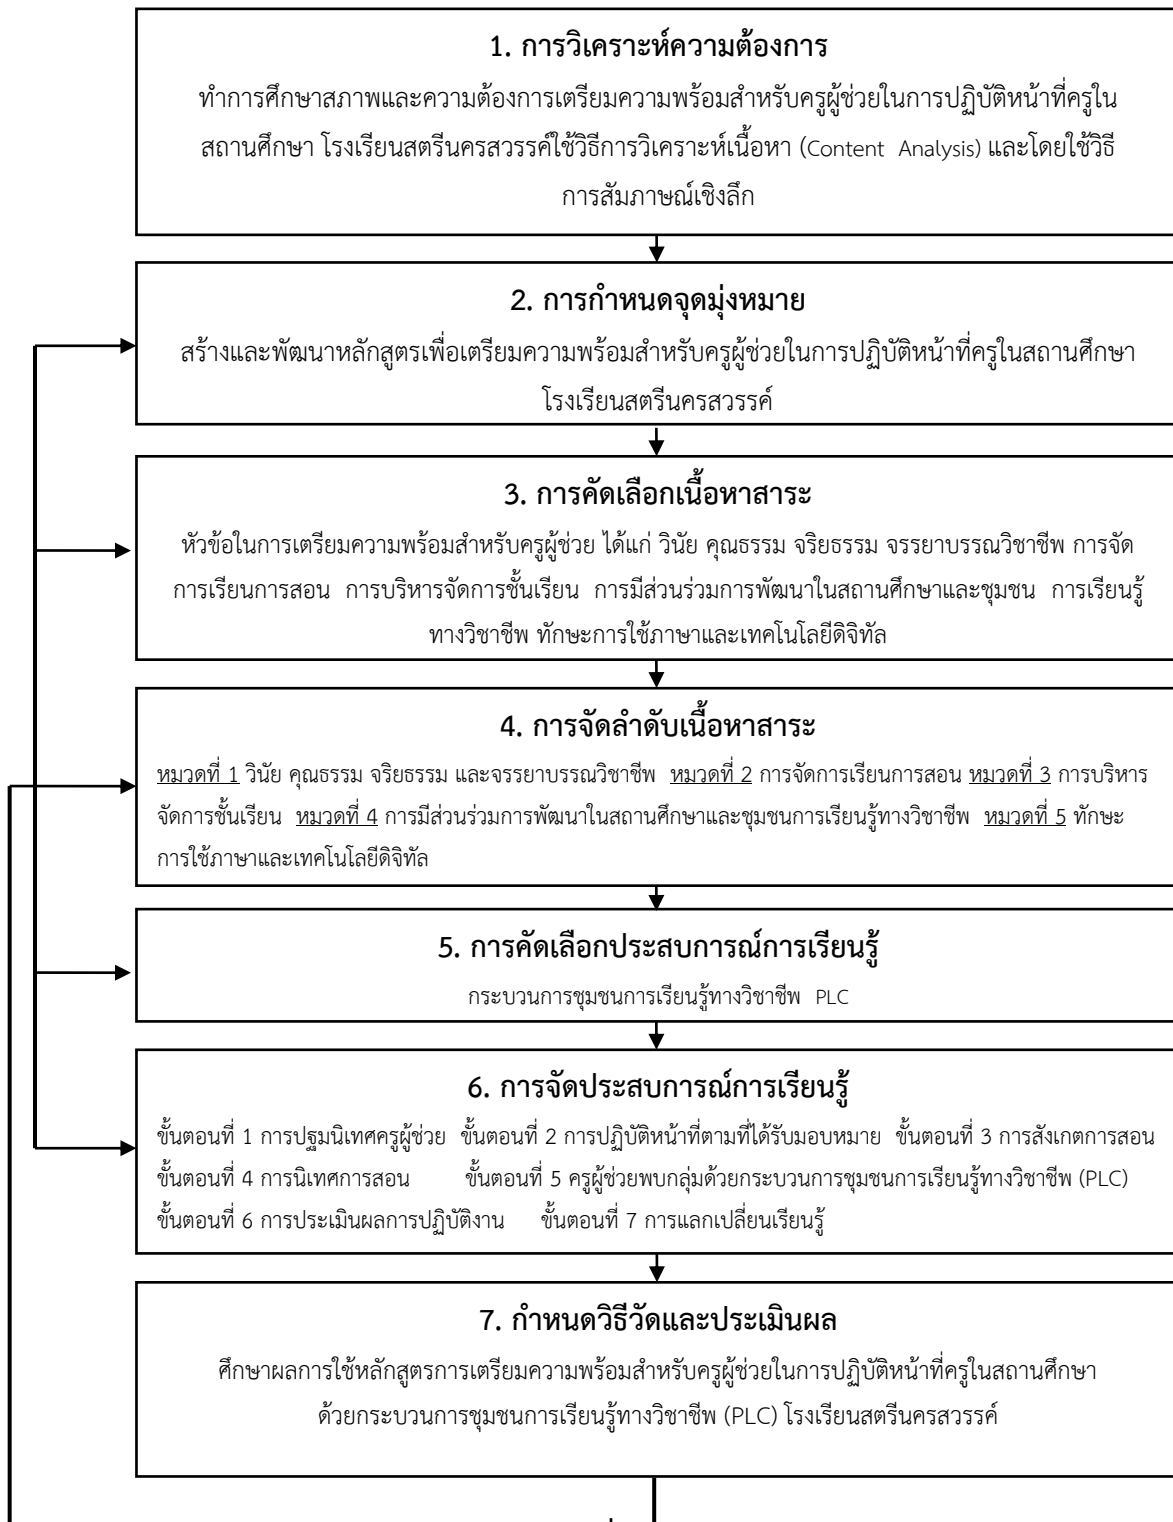 1. การวิเคราะห์ความต้องการ
ทำการศึกษาสภาพและความต้องการเตรียมความพร้อมสำหรับครูผู้ช่วยในการปฏิบัติหน้าที่ครูใน
สถานศึกษา โรงเรียนสตรีนครสวรรค์ใช้วิธีการวิเคราะห์เนื้อหา (Content Analysis) และโดยใช้วิธี
การสัมภาษณ์เชิงลึก
2. การกำหนดจุดมุ่งหมาย
สร้างและพัฒนาหลักสูตรเพื่อเตรียมความพร้อมสำหรับครูผู้ช่วยในการปฏิบัติหน้าที่ครูในสถานศึกษา
โรงเรียนสตรีนครสวรรค์
3. การคัดเลือกเนื้อหาสาระ
หัวข้อในการเตรียมความพร้อมสำหรับครูผู้ช่วย ได้แก่ วินัย คุณธรรม จริยธรรม จรรยาบรรณวิชาชีพ การจัด
การเรียนการสอน การบริหารจัดการชั้นเรียน การมีส่วนร่วมการพัฒนาในสถานศึกษาและชุมชน การเรียนรู้
ทางวิชาชีพ ทักษะการใช้ภาษาและเทคโนโลยีดิจิทัล
4. การจัดลำดับเนื้อหาสาระ
หมวดที่ 1 วินัย คุณธรรม จริยธรรม และจรรยาบรรณวิชาชีพ หมวดที่ 2 การจัดการเรียนการสอน หมวดที่ 3 การบริหาร
จัดการชั้นเรียน หมวดที่ 4 การมีส่วนร่วมการพัฒนาในสถานศึกษาและชุมชนการเรียนรู้ทางวิชาชีพ หมวดที่ 5 ทักษะ
การใช้ภาษาและเทคโนโลยีดิจิทัล
5. การคัดเลือกประสบการณ์การเรียนรู้
กระบวนการชุมชนการเรียนรู้ทางวิชาชีพ PLC
6. การจัดประสบการณ์การเรียนรู้
ขั้นตอนที่ 1 การปฐมนิเทศครูผู้ช่วย ขั้นตอนที่ 2 การปฏิบัติหน้าที่ตามที่ได้รับมอบหมาย ขั้นตอนที่ 3 การสังเกตการสอน
ขั้นตอนที่ 4 การนิเทศการสอน ขั้นตอนที่ 5 ครูผู้ช่วยพบกลุ่มด้วยกระบวนการชุมชนการเรียนรู้ทางวิชาชีพ (PLC)
ขั้นตอนที่ 6 การประเมินผลการปฏิบัติงาน ขั้นตอนที่ 7 การแลกเปลี่ยนเรียนรู้
7. กำหนดวิธีวัดและประเมินผล
ศึกษาผลการใช้หลักสูตรการเตรียมความพร้อมสำหรับครูผู้ช่วยในการปฏิบัติหน้าที่ครูในสถานศึกษา
ด้วยกระบวนการชุมชนการเรียนรู้ทางวิชาชีพ (PLC) โรงเรียนสตรีนครสวรรค์